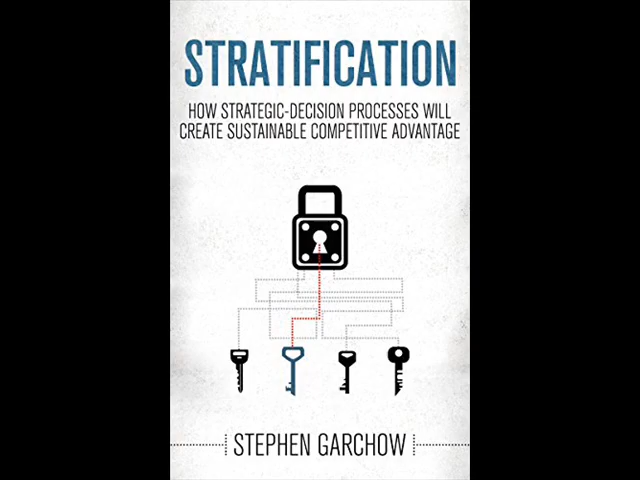 STRATIFICATION
HOW STRATEGIC-DECISION PROCESSES WILL
CREATE SUSTAINABLE COMPETITIVE ADVANTAGE
STEPHEN GARCHOW